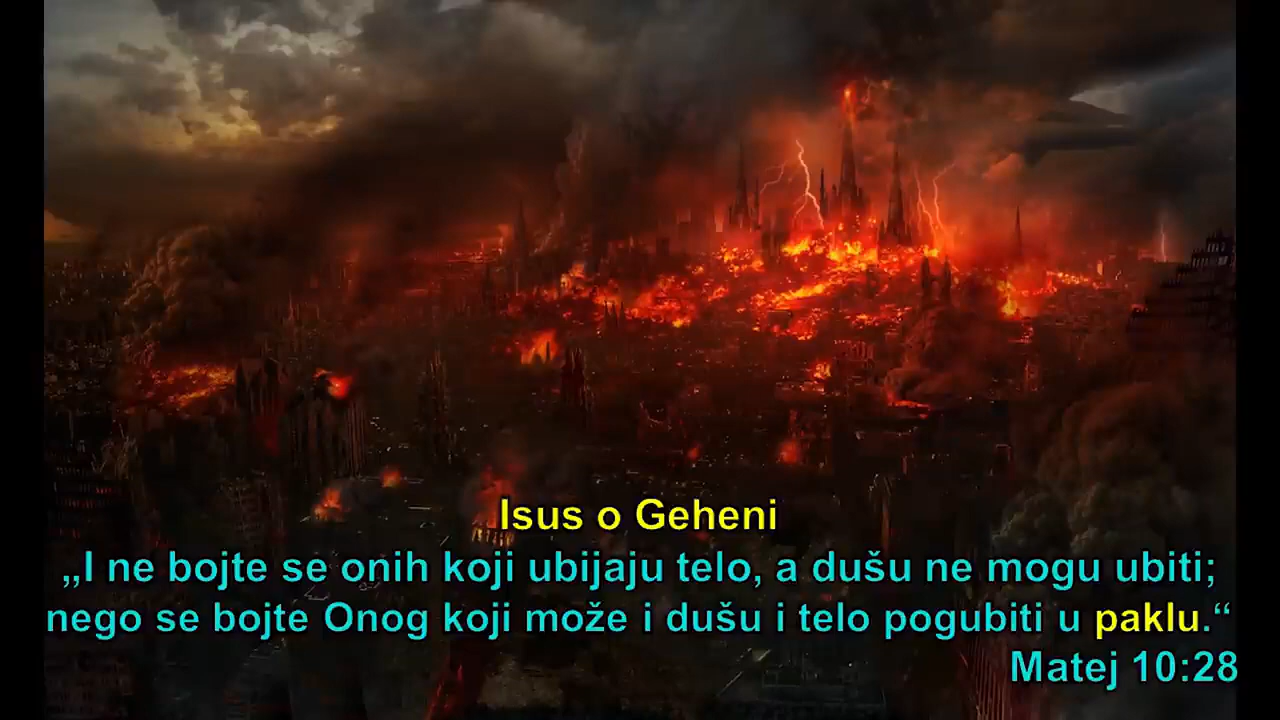 Isus o Geheni
„I ne bojte se onih koji ubijaju telo, a dušu ne mogu ubiti;
nego se bojte Onog koji može i dušu i telo pogubiti u paklu.“
Matej 10:28